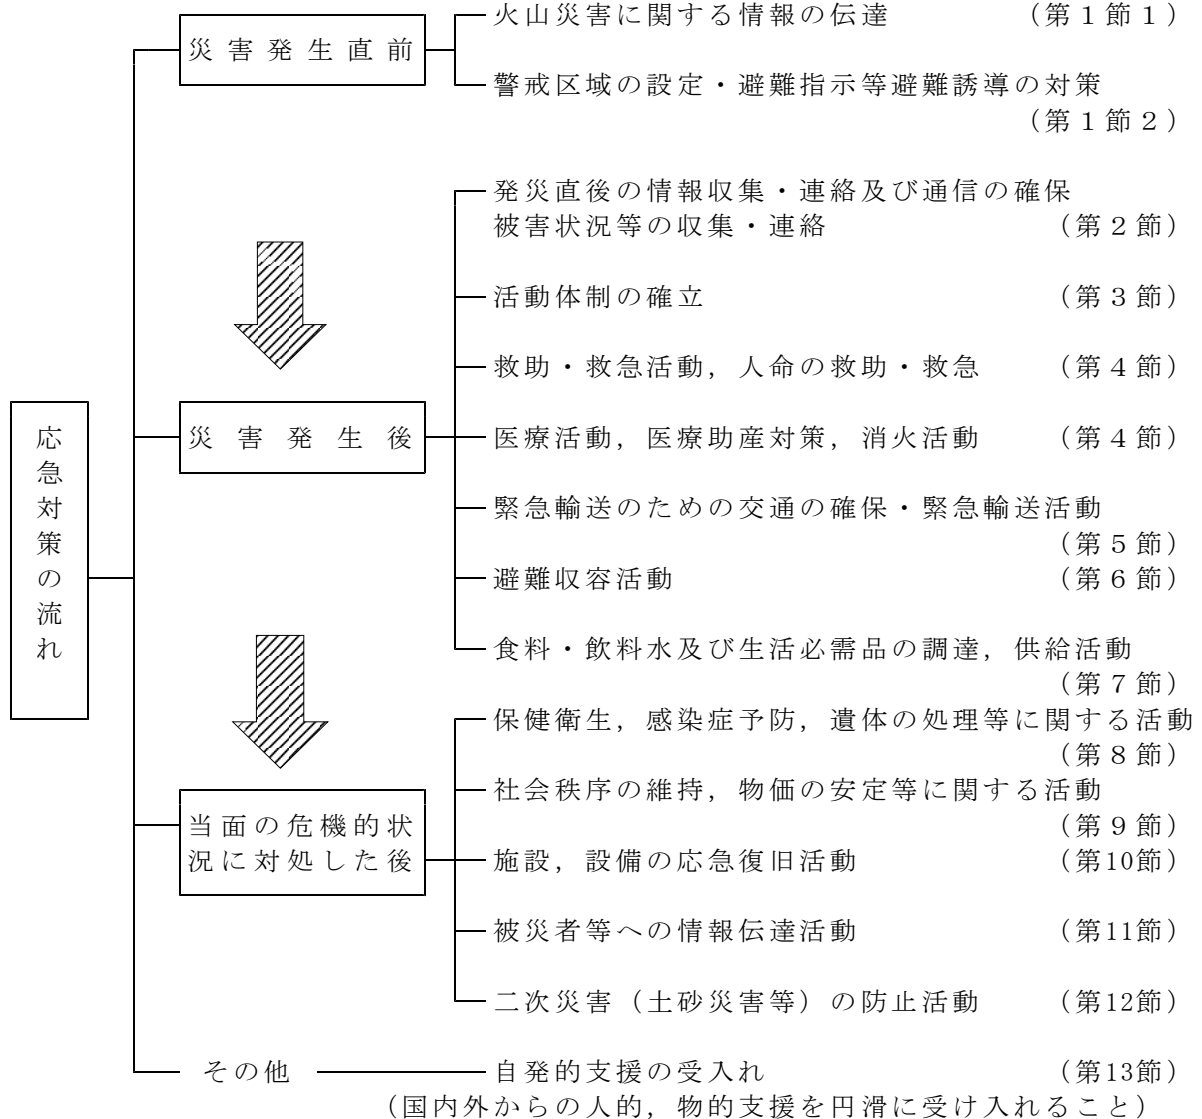 火山災害に関する情報の伝達 （第１節１）
災害発生直前
警戒区域の設定・避難指示等避難誘導の対策
（第１節２）
発災直後の情報収集・連絡及び通信の確保
被害状況等の収集・連絡 （第２節）
活動体制の確立 （第３節）
救助・救急活動，人命の救助・救急 （第４節）
応急対策の流れ
災害発生後
医療活動，医療助産対策，消火活動 （第４節）
緊急輸送のための交通の確保・緊急輸送活動
（第５節）
避難収容活動 （第６節）
食料・飲料水及び生活必需品の調達，供給活動
（第７節）
保健衛生，感染症予防，遺体の処理等に関する活動
（第８節）
社会秩序の維持，物価の安定等に関する活動
（第９節）
当面の危機的状
況に対処した後
施設，設備の応急復旧活動 （第10節）
被災者等への情報伝達活動 （第11節）
二次災害（土砂災害等）の防止活動 （第12節）
その他 自発的支援の受入れ （第13節）
（国内外からの人的，物的支援を円滑に受け入れること）